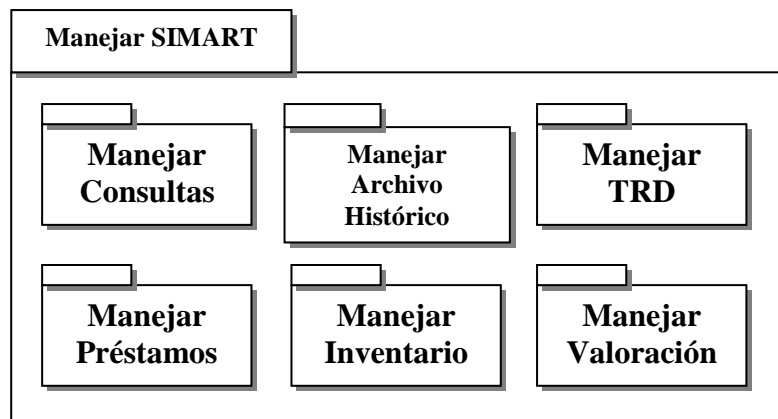 Manejar SIMART
Manejar
Consultas
Manejar
Archivo
Histórico
Manejar
TRD
Manejar
Préstamos
Manejar
Inventario
Manejar
Valoración